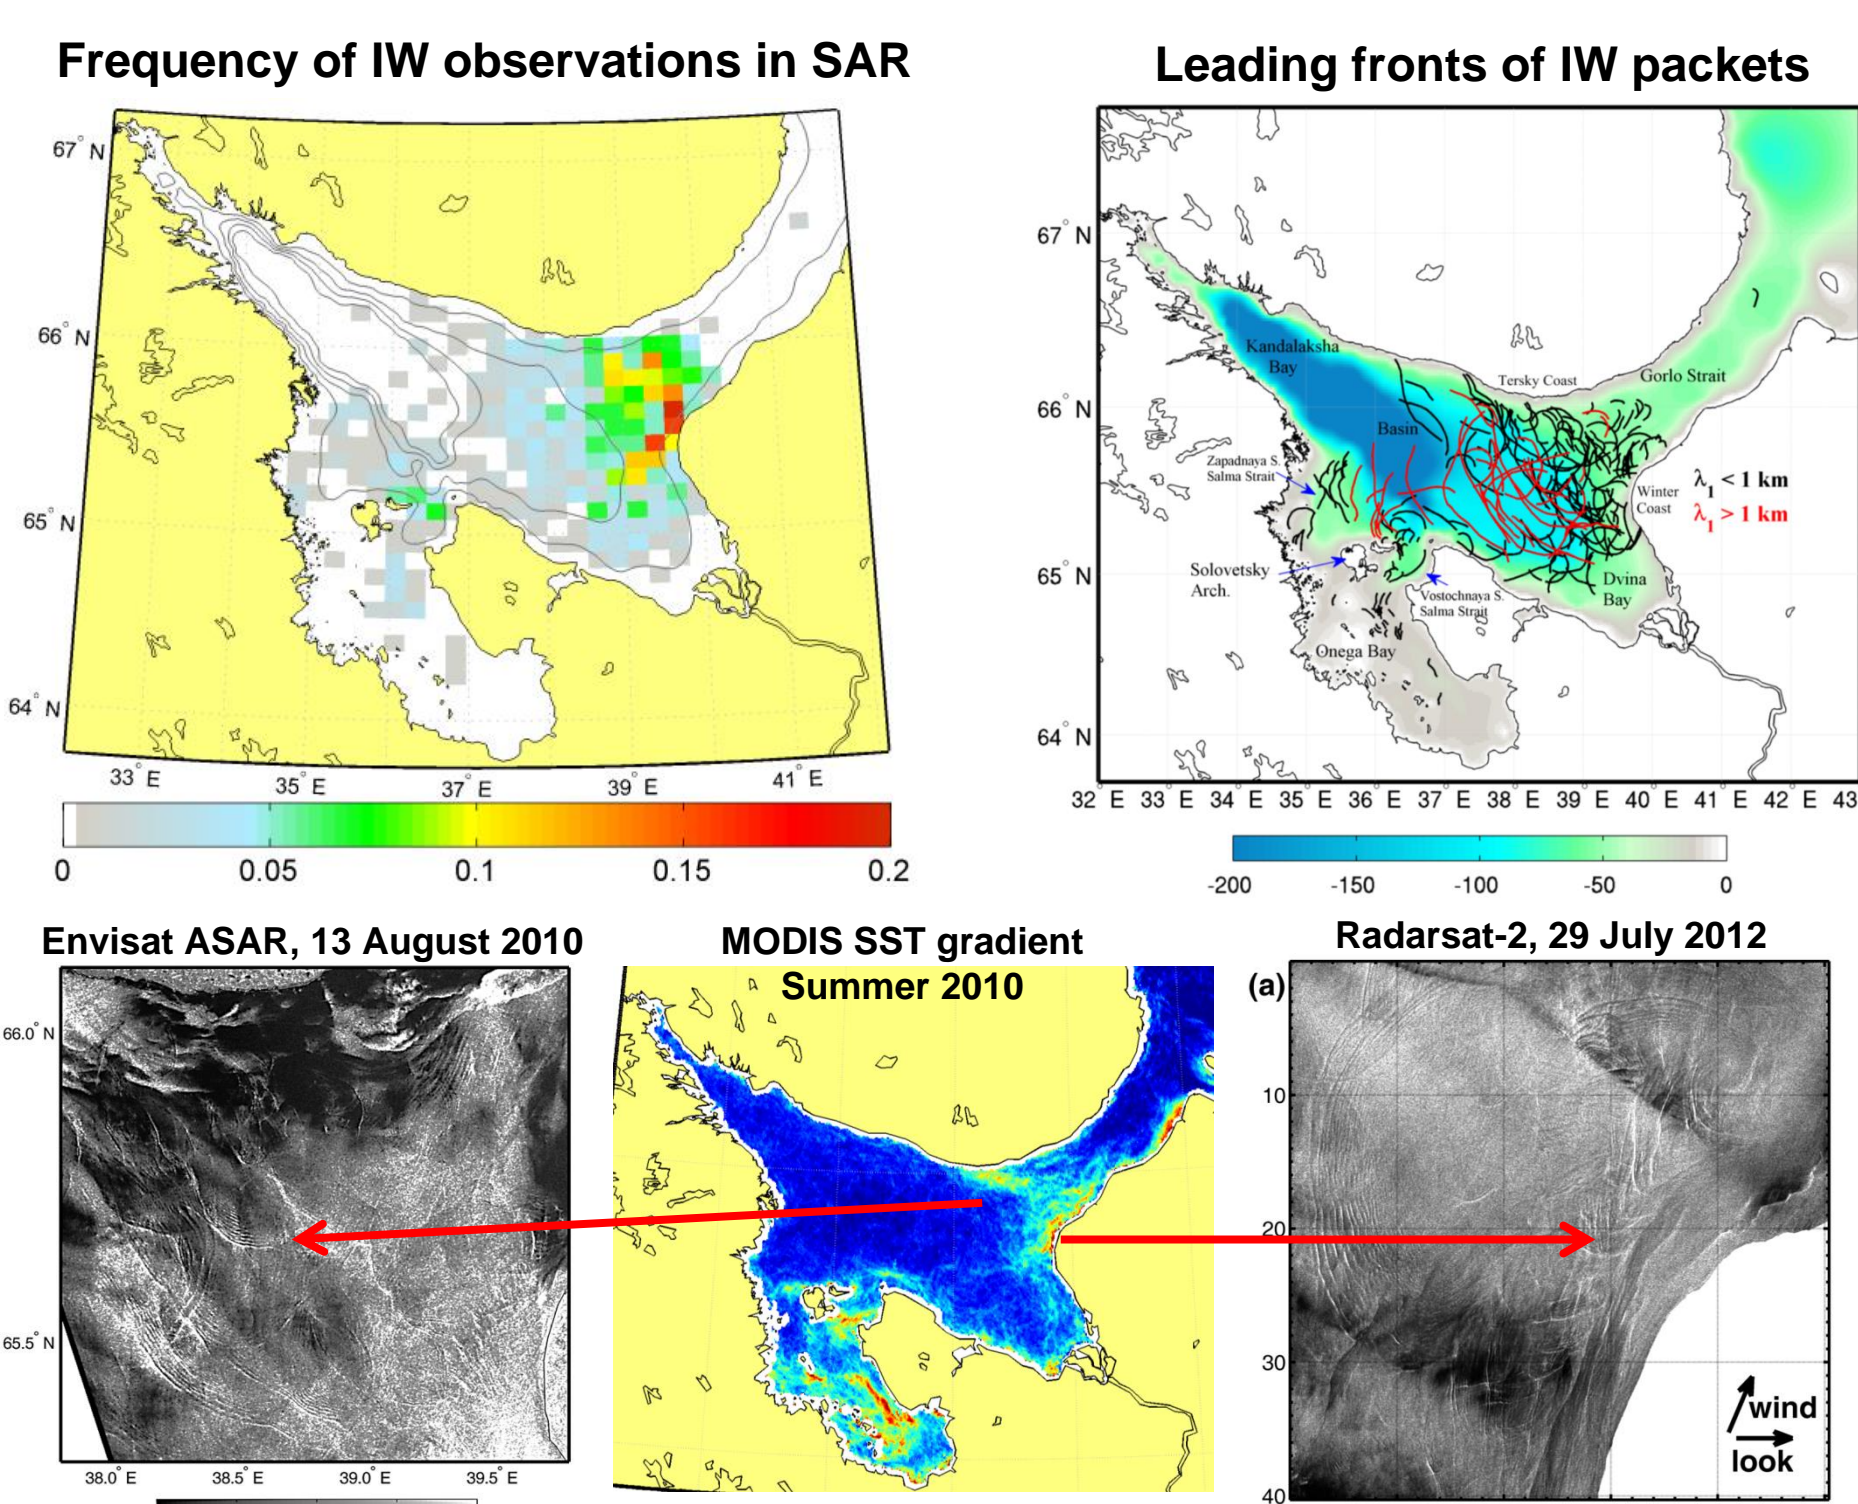 Frequency of IW observations in SAR
67° N
66° N
65° N
64° N
33° E
35° E
37° E
39° E
41° E
0
0.05
0.1
0.15
0.2
Leading fronts of IW packets
67° N
66° N
65° N
64° N
Kandalaksha
Bay
Basin
Tersky Coast
Gorlo Strait
Zapadnaya S.
Salma Strait
Winter
Coast
λ1 < 1 km
λ1 > 1 km
Solovetsky
Arch.
Vostochnaya S.
Salma Strait
Dvina
Bay
Onega Bay
32° E 33° E 34° E 35° E 36° E 37° E 38° E 39° E 40° E 41° E 42° E 43
-200
-150
-100
-50
0
Envisat ASAR, 13 August 2010
66.0° N
65.5° N
38.0° E
38.5° E
39.0° E
39.5° E
MODIS SST gradient
Summer 2010
Radarsat-2, 29 July 2012
(a)
10
20
30
40
wind
look